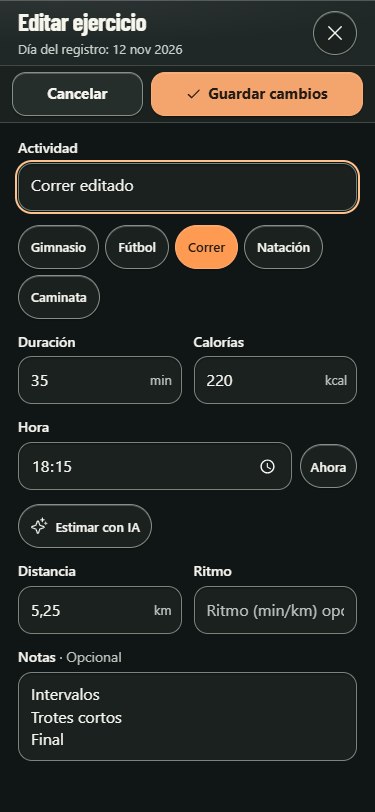 Editar ejercicio
Día del registro: 12 nov 2026
Cancelar
Guardar cambios
Actividad
Correr editado
Gimnasio Fútbol Correr Natación
Caminata
Duración Calorías
35 min 220 kcal
Hora
18:15 Ahora
Estimar con IA
Distancia Ritmo
5,25 km Ritmo (min/km) opc
Notas · Opcional
Intervalos
Trotes cortos
Final